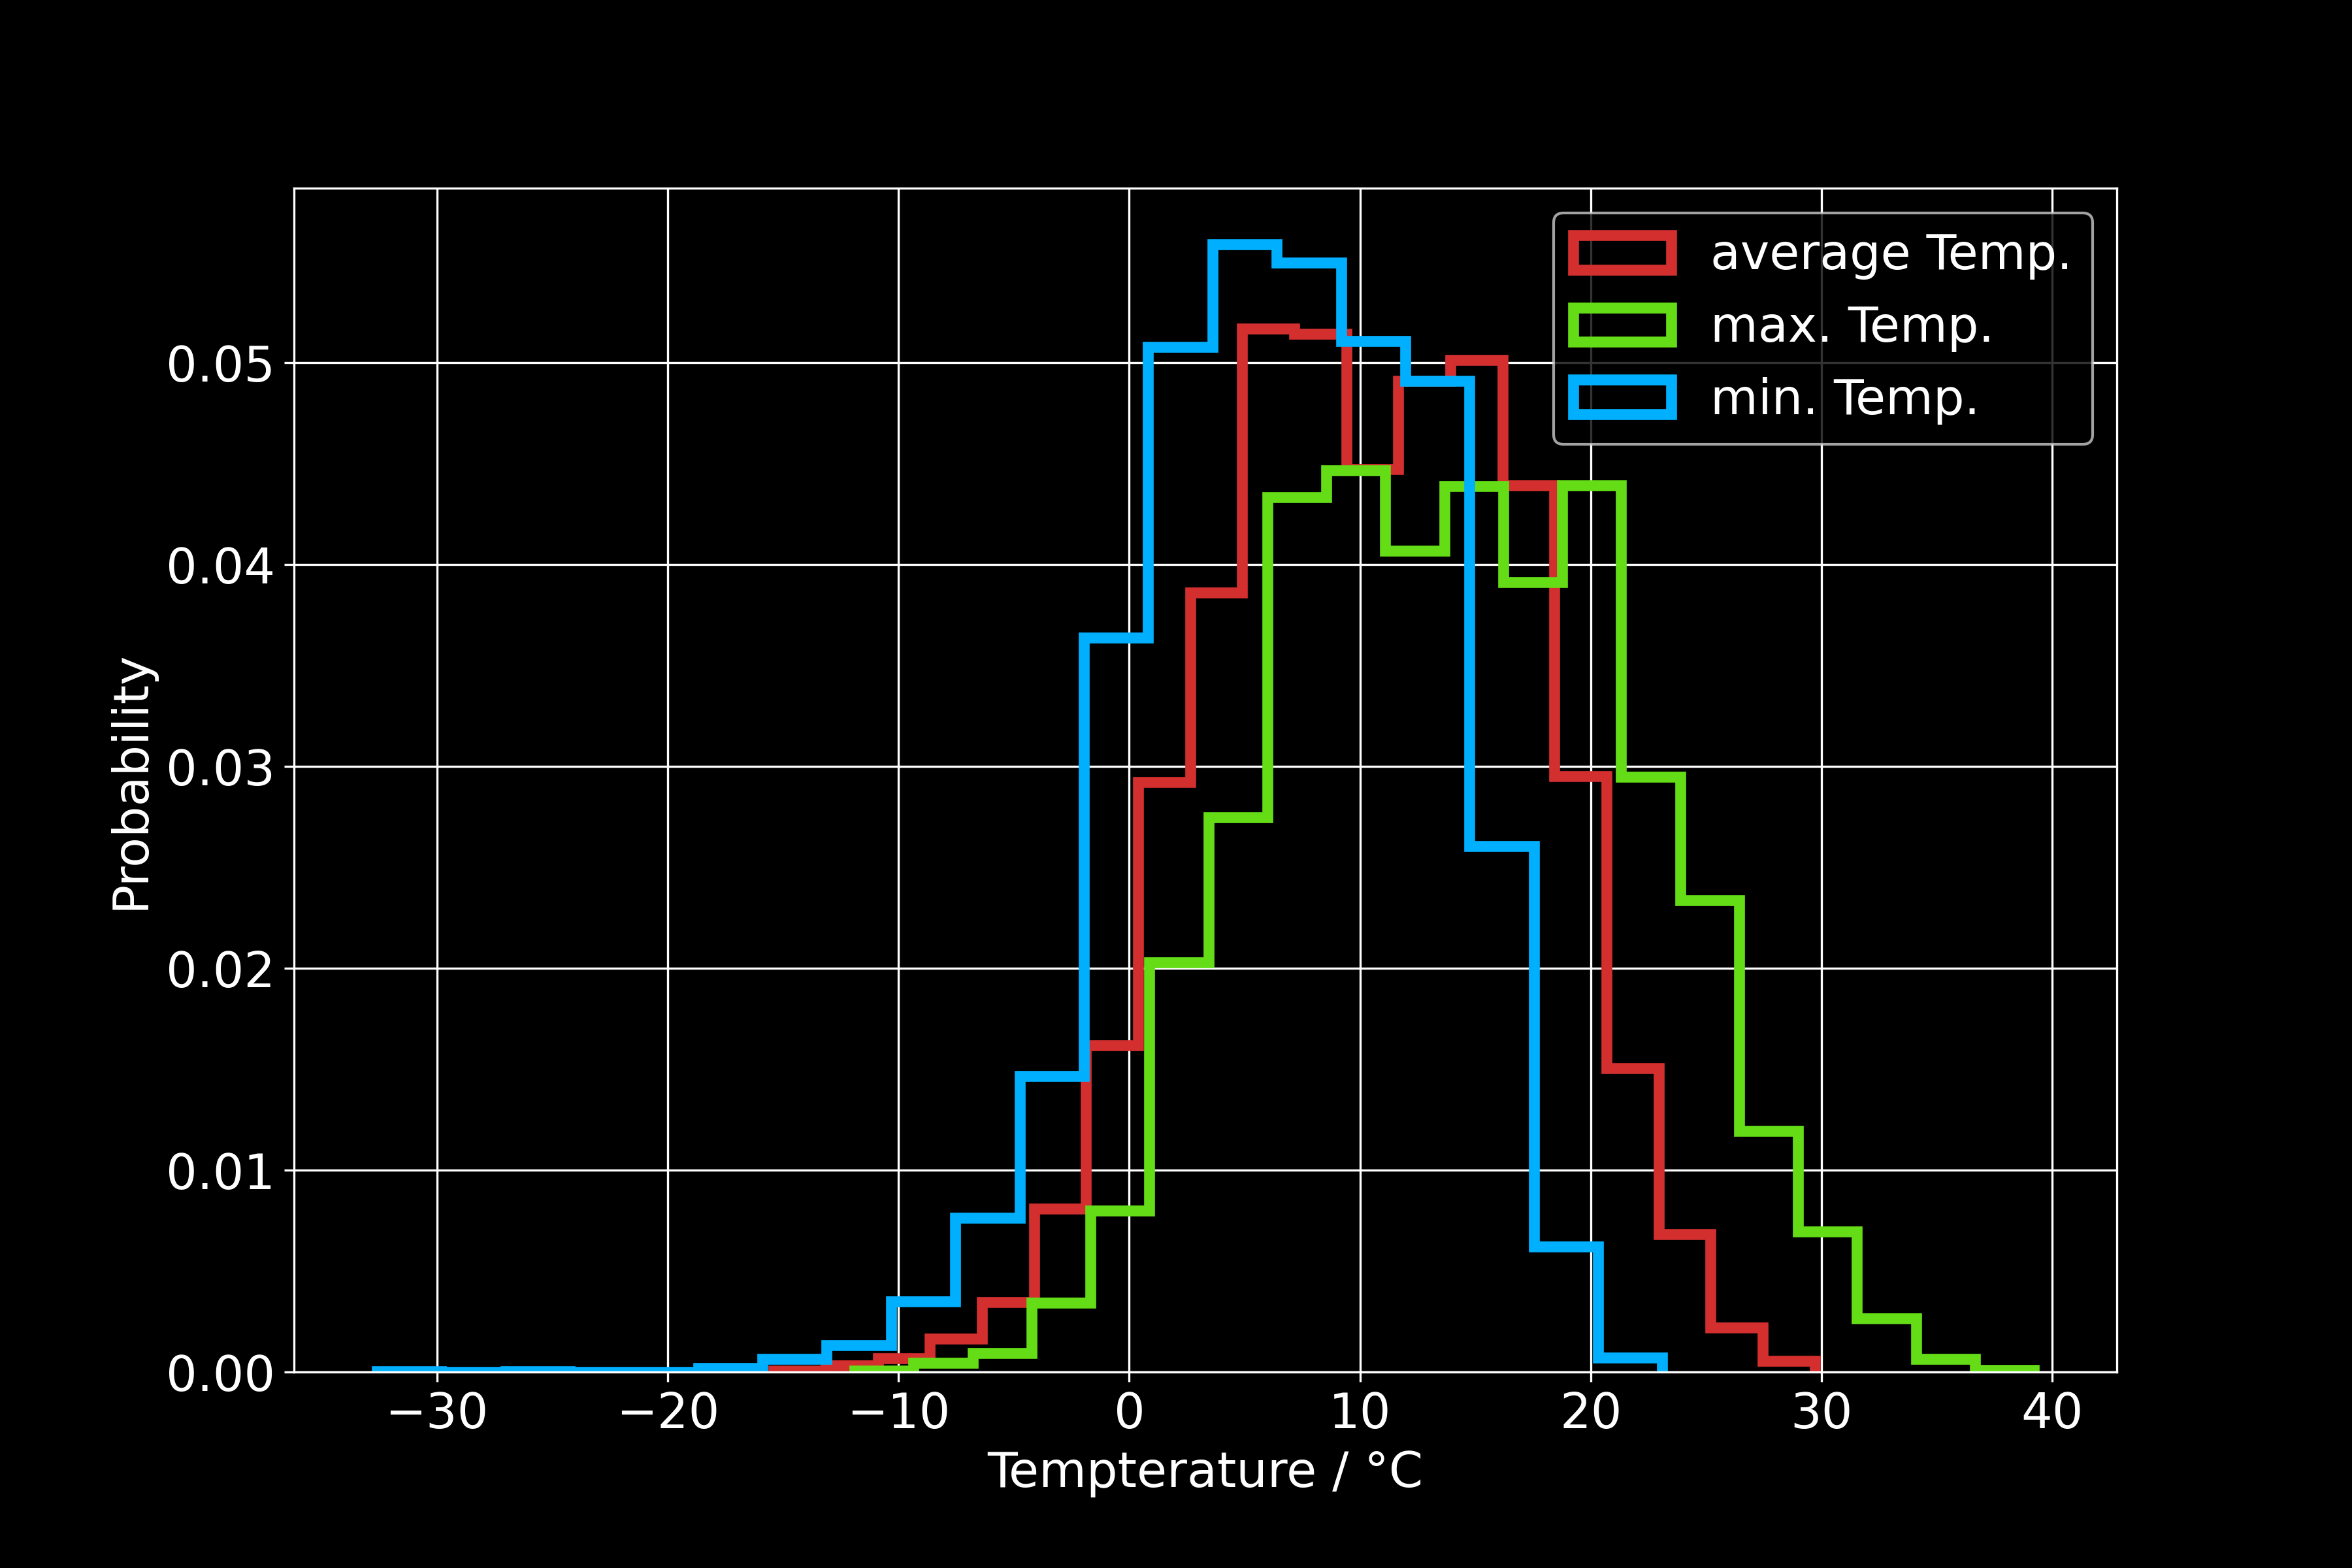 average Temp.
max. Temp.
min. Temp.
0.05
0.04
0.03
0.02
0.01
0.00
Probability
−30 −20 −10 0 10 20 30 40
Tempterature / °C